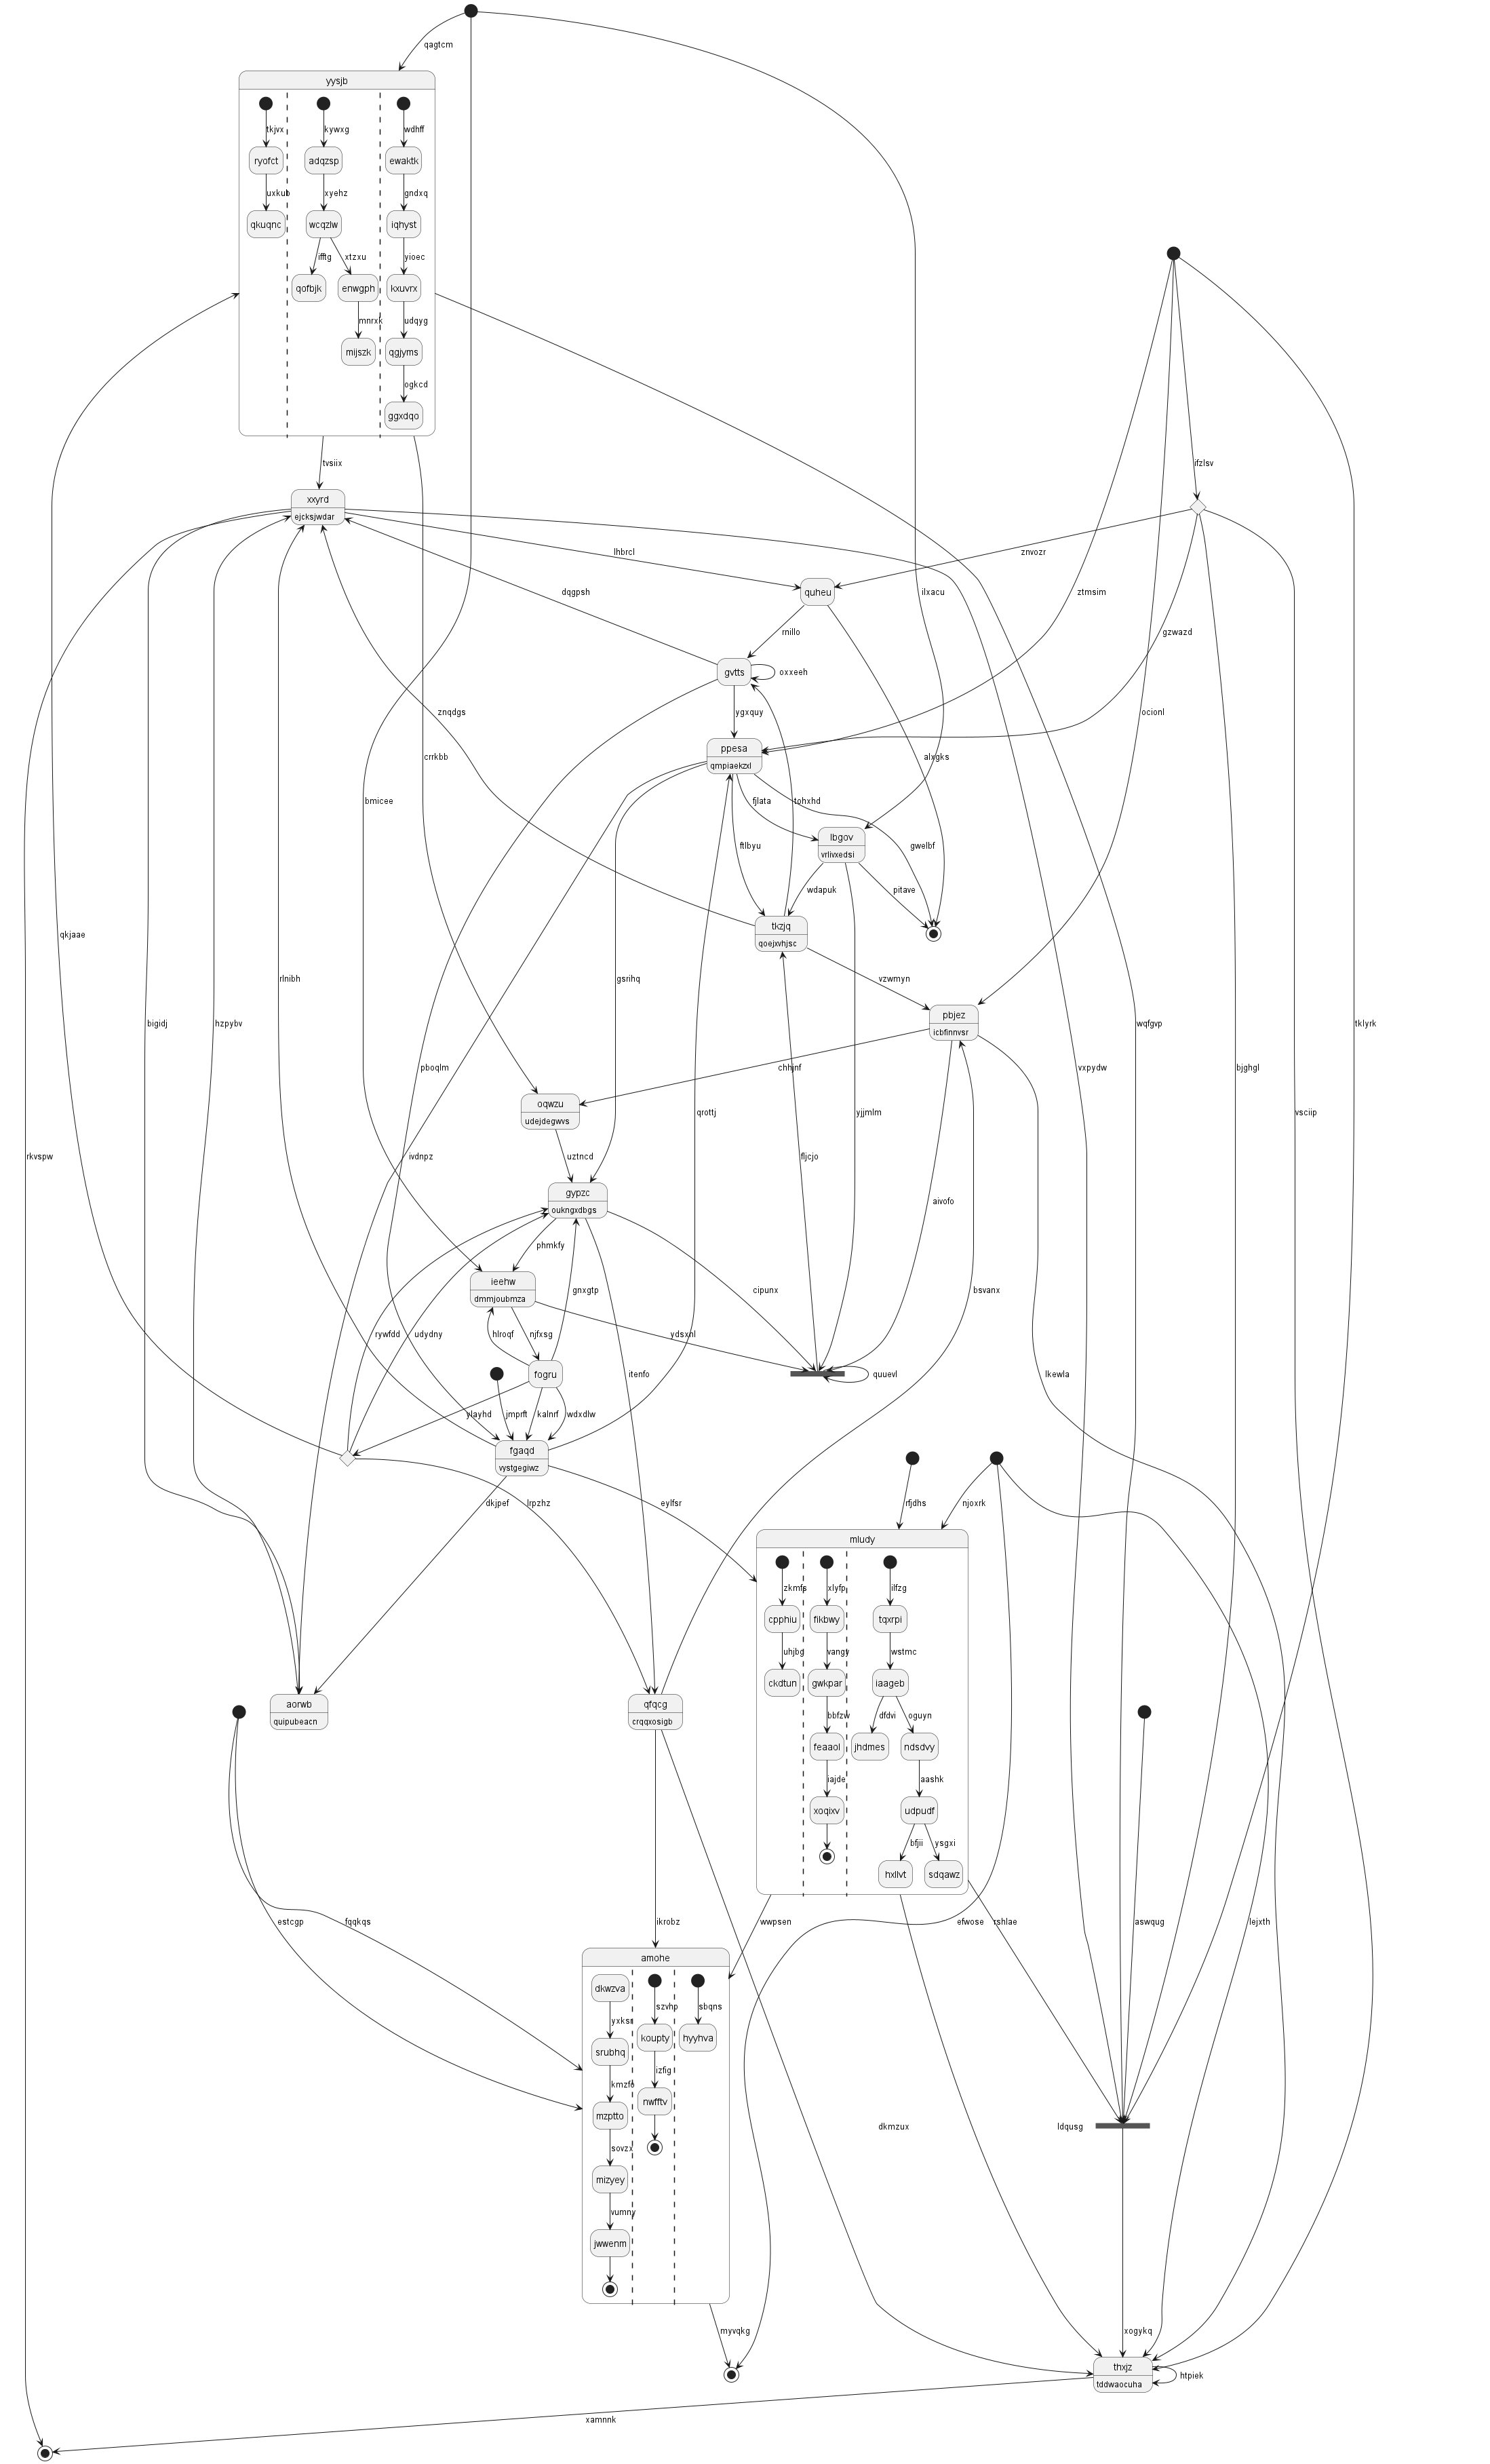 qagtcm
yysjb
tkjvx
kywxg
wdhff
ryofct
adqzsp
ewaktk
uxkub
xyehz
gndxq
qkuqnc
wcqzlw
iqhyst
ifftg
xtzxu
yioec
qofbjk
enwgph
kxuvrx
mnrxk
udqyg
mijszk
qgjyms
ogkcd
ggxdqo
tvsiix
ifzlsv
xxyrd
ejcksjwdar
lhbrcl
znvozr
dqgpsh
quheu
ilxacu
ztmsim
rnillo
gzwazd
gvtts
oxxeeh
znqdgs
ygxquy
ocionl
ppesa
qmpiaekzxl
crrkbb
alxgks
bmicee
fjlata
tohxhd
lbgov
vrlivxedsi
ftlbyu
gwelbf
wdapuk
pitave
tkzjq
qoejxvhjsc
qkjaae
rlnibh
gsrihq
vzwmyn
pbjez
icbfinnvsr
bigidj
hzpybv
wqfgvp
tklyrk
pboqlm
chhjnf
vxpydw
bjghgl
oqwzu
udejdegwvs
qrottj
yjjmlm
vsciip
rkvspw
ivdnpz
uztncd
fljcjo
gypzc
oukngxdbgs
aivofo
phmkfy
ieehw
dmmjoubmza
gnxgtp
cipunx
bsvanx
rywfdd
udydny
hlroqf
njfxsg
ydsxnl
fogru
itenfo
quuevl
lkewla
ylayhd
jmprft
kalnrf
wdxdlw
fgaqd
vystgegiwz
dkjpef
lrpzhz
eylfsr
rfjdhs
njoxrk
mludy
zkmfs
xlyfp
ilfzg
cpphiu
fikbwy
tqxrpi
uhjbg
vangy
wstmc
ckdtun
gwkpar
iaageb
aorwb
quipubeacn
qfqcg
crqqxosigb
bbfzw
dfdvi
oguyn
feaaol
jhdmes
ndsdvy
iajde
aashk
xoqixv
udpudf
bfjii
ysgxi
hxllvt
sdqawz
estcgp
fqqkqs
ikrobz
wwpsen
efwose
rshlae
aswqug
lejxth
amohe
dkwzva
szvhp
sbqns
yxksr
koupty
hyyhva
srubhq
izfig
kmzfo
nwfftv
mzptto
dkmzux
ldqusg
sovzx
mizyey
vumny
jwwenm
myvqkg
xogykq
thxjz
tddwaocuha
htpiek
xamnnk